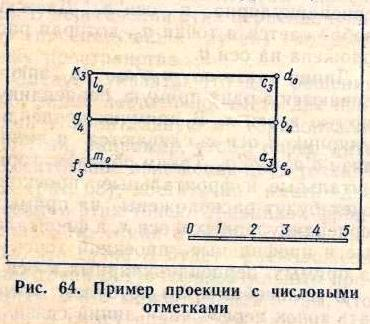 к₃ d₀
l₀ c₃
g₄ b₄
m₀ a₃
f₃ e₀
0 1 2 3 4 5
Рис. 64. Пример проекции с числовыми
отметками